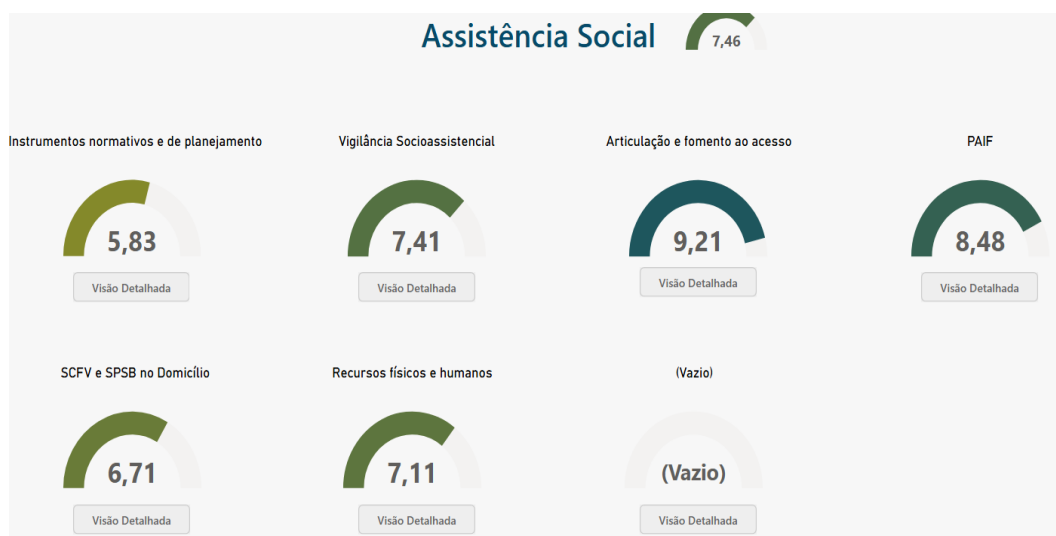 Assistência Social
7,46
Instrumentos normativos e de planejamento
Vigilância Socioassistencial
Articulação e fomento ao acesso
PAIF
5,83
7,41
9,21
8,48
Visão Detalhada
Visão Detalhada
Visão Detalhada
Visão Detalhada
SCFV e SPSB no Domicílio
Recursos físicos e humanos
(Vazio)
6,71
7,11
(Vazio)
Visão Detalhada
Visão Detalhada
Visão Detalhada